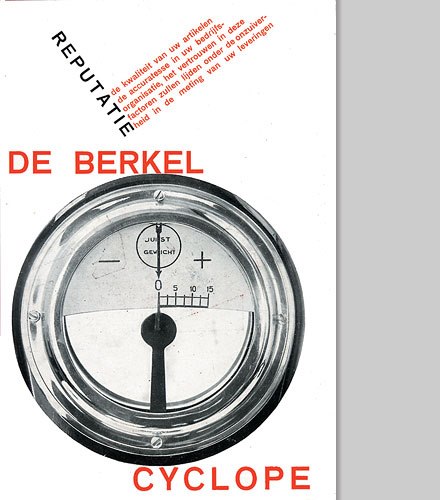 REPUTATIE
de kwaliteit van uw artikelen
de accuratesse in uw bedrijfs-
organisatie, het vertrouwen in deze
factoren zullen lijden onder de onzuiver-
heid in de meting van uw leveringen
DE BERKEL
JUIST
GEWICHT
— +
0 5 10 15
CYCLOPE